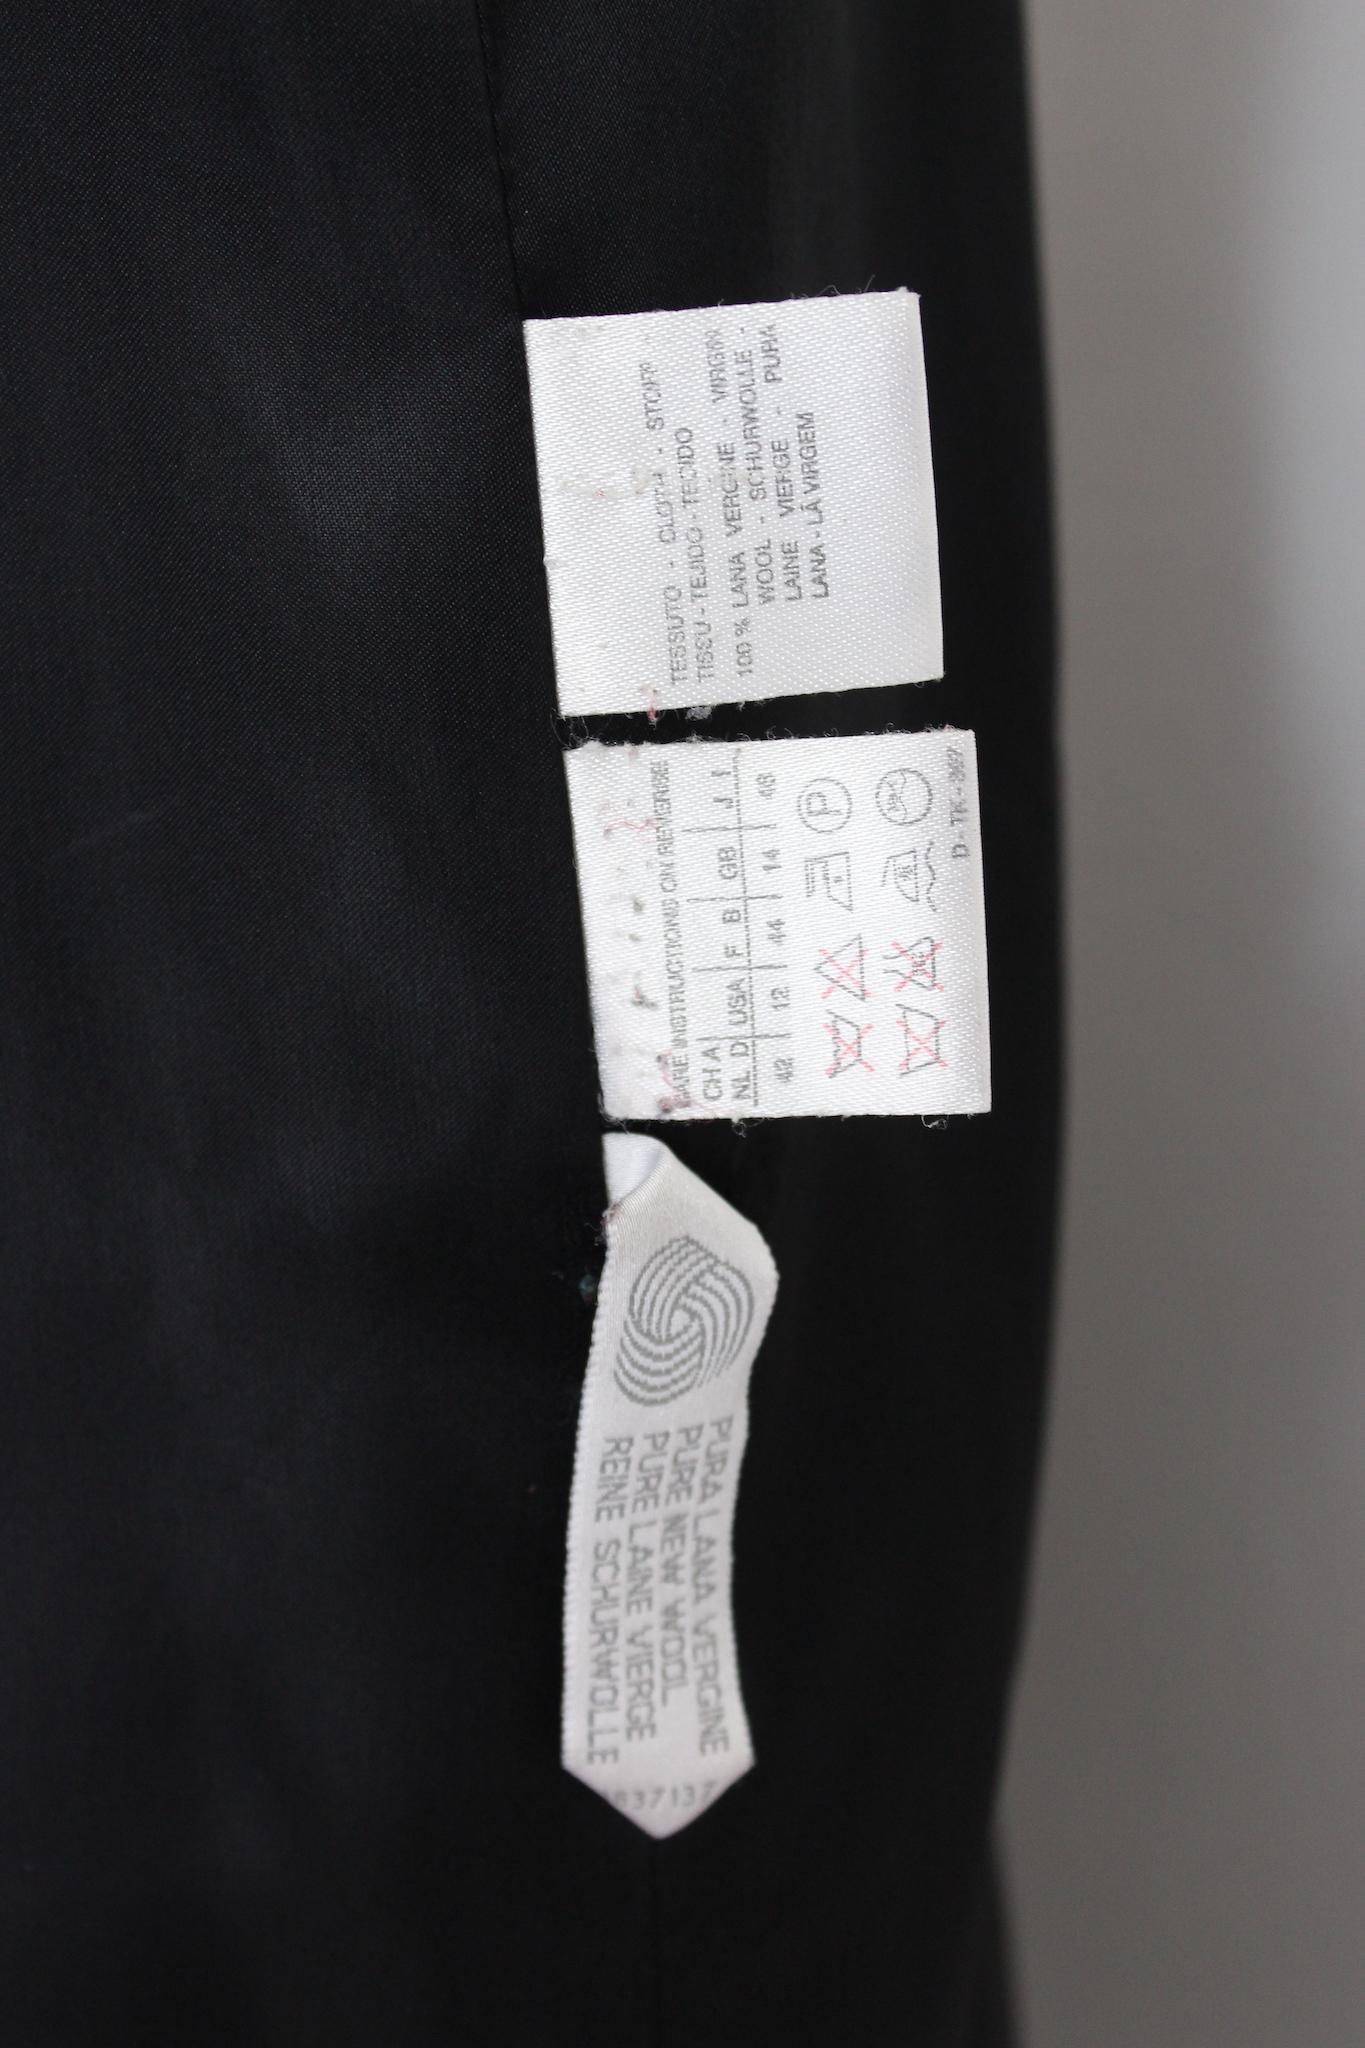 TESSUTO - CLOTH - STOFF -
TISSU - TEJIDO - TECIDO
100 % LANA VERGINE - VIRGIN
WOOL - SCHURWOLLE -
LAINE VIERGE - PURA
LANA - LÃ VIRGEM
CARE INSTRUCTIONS ON REVERSE
CH A
NL D USA F B GB J I
42 12 44 14 48
P
D - TK - 367
PURA LANA VERGINE
PURE NEW WOOL
PURE LAINE VIERGE
REINE SCHURWOLLE